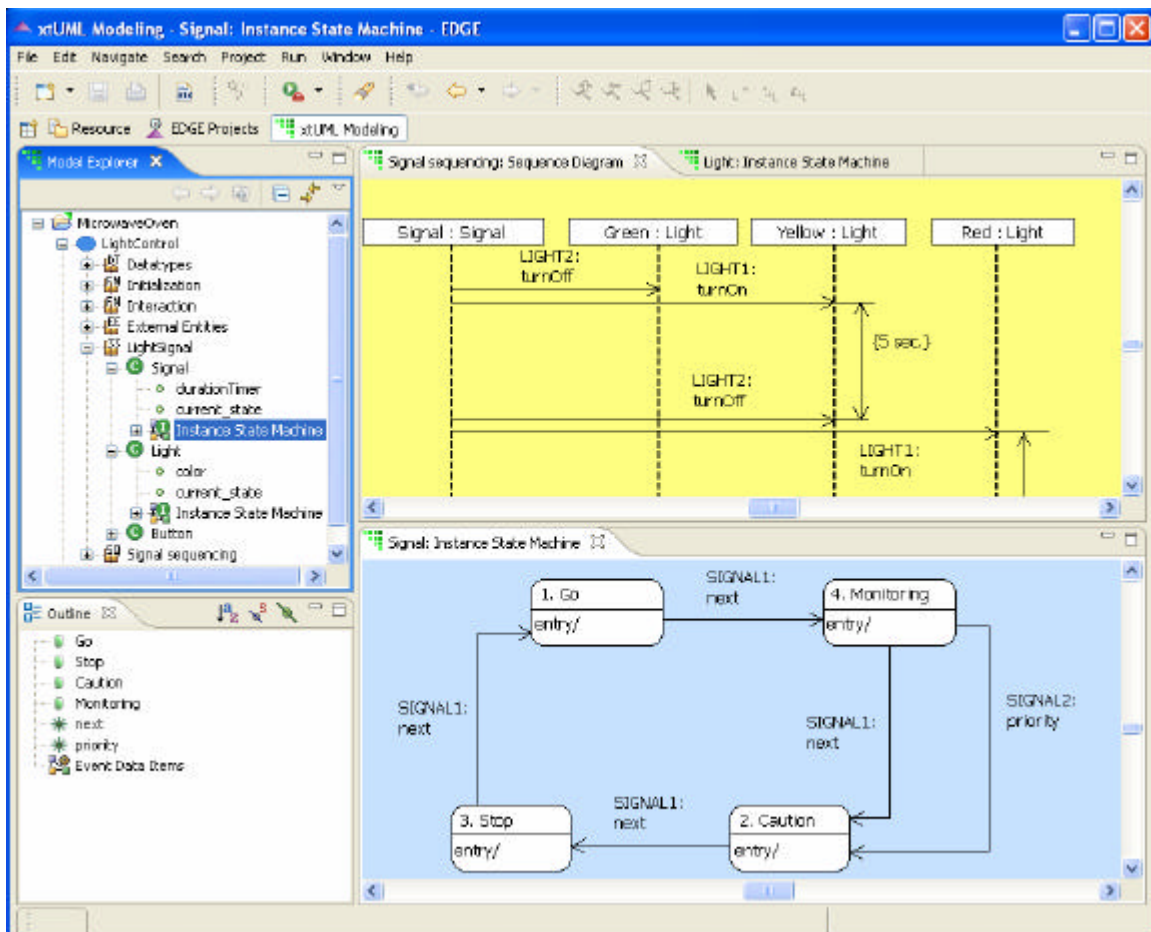 xtUML Modeling - Signal: Instance State Machine - EDGE
File Edit Navigate Search Project Run Window Help
Resource EDGE Projects xtUML Modeling
Model Explorer
MicrowaveOven
LightControl
Datatypes
Initialization
Interaction
External Entities
LightSignal
Signal
durationTimer
current_state
Instance State Machine
Light
color
current_state
Instance State Machine
Button
Signal sequencing
Outline
Go
Stop
Caution
Monitoring
next
priority
Event Data Items
Signal sequencing: Sequence Diagram Light: Instance State Machine
Signal : Signal Green : Light Yellow : Light Red : Light
LIGHT2:
turnOff
LIGHT1:
turnOn
{5 sec.}
LIGHT2:
turnOff
LIGHT1:
turnOn
Signal: Instance State Machine
1. Go
entry/
SIGNAL1:
next
4. Monitoring
entry/
SIGNAL1:
next
SIGNAL1:
next
SIGNAL2:
priority
3. Stop
entry/
SIGNAL1:
next
2. Caution
entry/